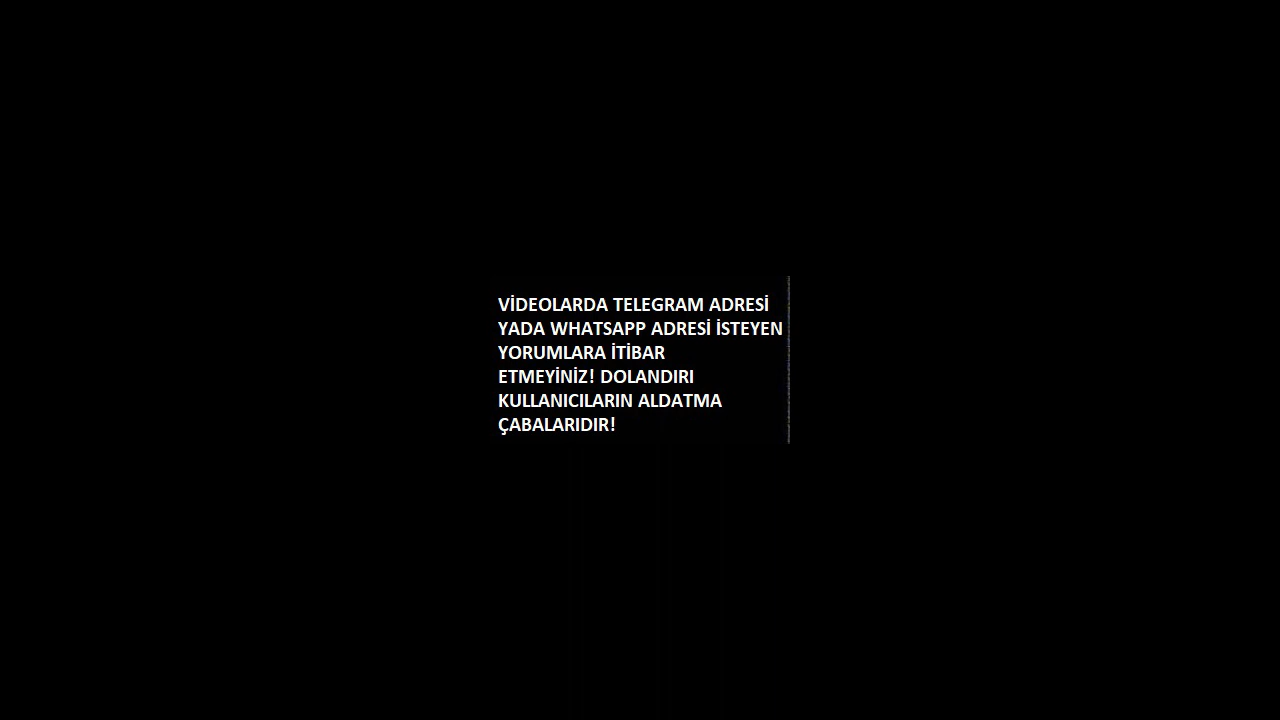 VİDEOLARDA TELEGRAM ADRESİ
YADA WHATSAPP ADRESİ İSTEYEN
YORUMLARA İTİBAR
ETMEYİNİZ! DOLANDIRI
KULLANICILARIN ALDATMA
ÇABALARIDIR!